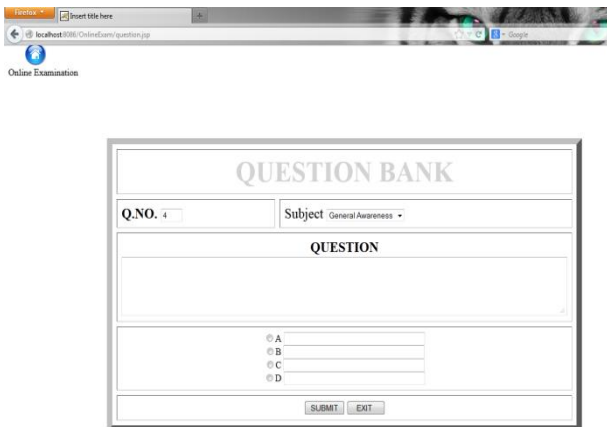 Firefox
Insert title here
localhost:8086/OnlineExam/question.jsp
Google
Online Examination
QUESTION BANK
Q.NO. 4 Subject General Awareness
QUESTION
A
B
C
D
SUBMIT EXIT